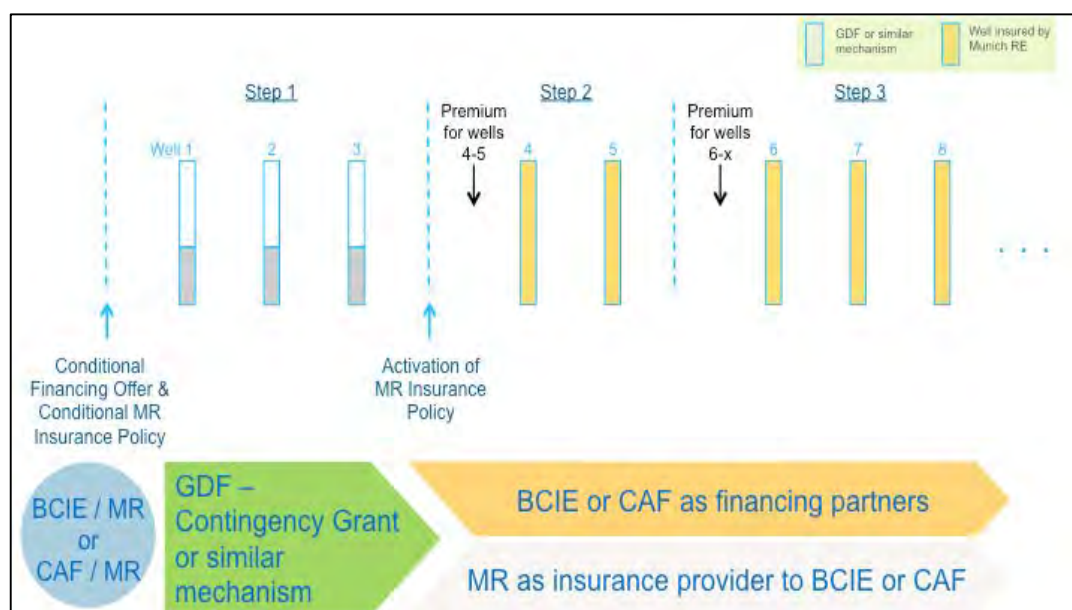 GDF or similar
mechanism
Well insured by
Munich RE
Step 1
Step 2
Step 3
Premium
for wells
4-5
Premium
for wells
6-x
Well 1
2
3
4
5
6
7
8
. . .
Conditional
Financing Offer &
Conditional MR
Insurance Policy
Activation of
MR Insurance
Policy
BCIE / MR
or
CAF / MR
GDF –
Contingency Grant
or similar
mechanism
BCIE or CAF as financing partners
MR as insurance provider to BCIE or CAF